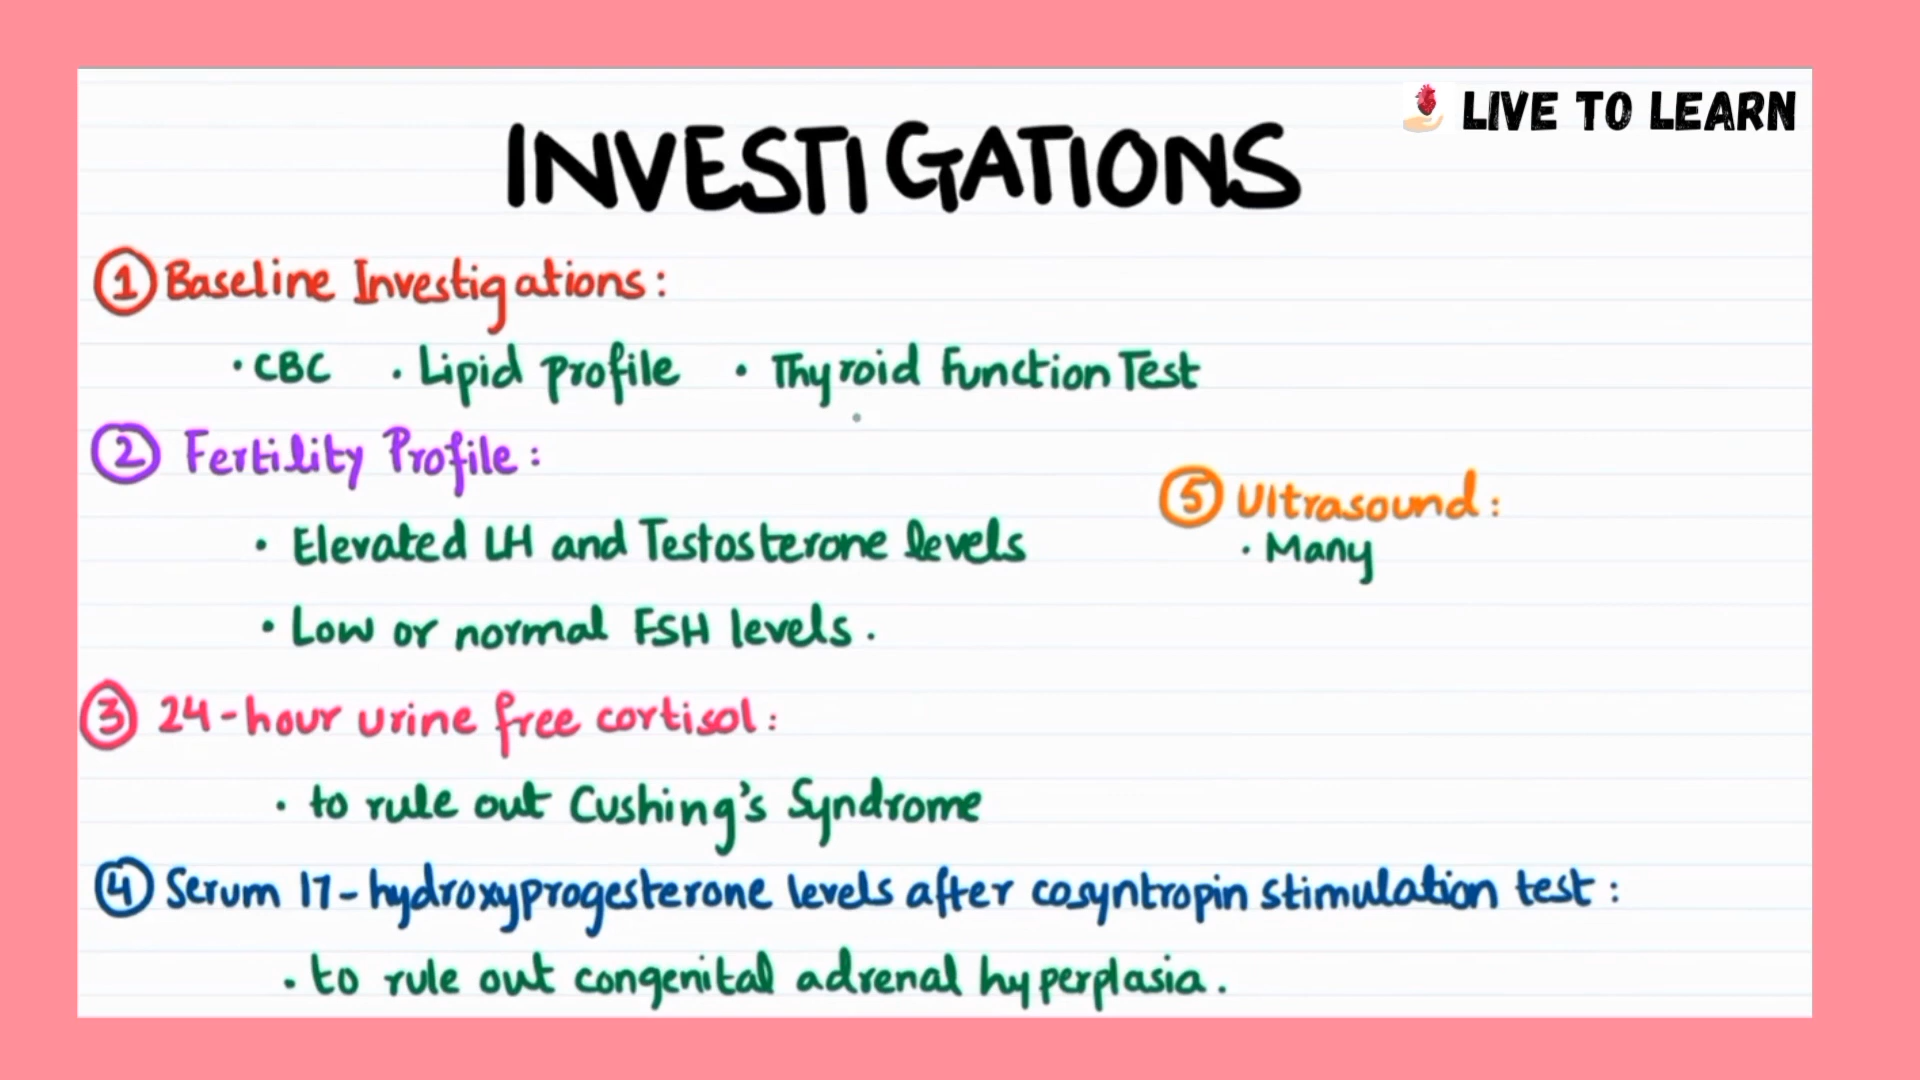 LIVE TO LEARN
INVESTIGATIONS
1 Baseline Investigations:
• CBC • Lipid profile • Thyroid Function Test
2 Fertility Profile:
• Elevated LH and Testosterone levels
• Low or normal FSH levels.
3 24-hour urine free cortisol:
• to rule out Cushing's Syndrome
4 Serum 17-hydroxyprogesterone levels after cosyntropin stimulation test:
• to rule out congenital adrenal hyperplasia.
5 Ultrasound:
• Many